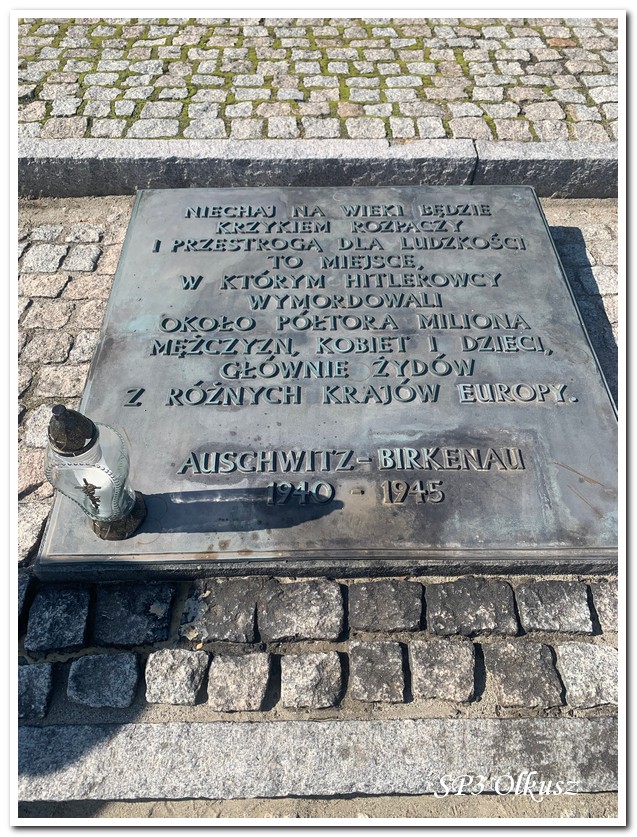 NIECHAJ NA WIEKI BĘDZIE
KRZYKIEM ROZPACZY
I PRZESTROGĄ DLA LUDZKOŚCI
TO MIEJSCE,
W KTÓRYM HITLEROWCY
WYMORDOWALI
OKOŁO PÓŁTORA MILIONA
MĘŻCZYZN, KOBIET I DZIECI,
GŁÓWNIE ŻYDÓW
Z RÓŻNYCH KRAJÓW EUROPY.
AUSCHWITZ-BIRKENAU
1940 - 1945
SP3 Olkusz